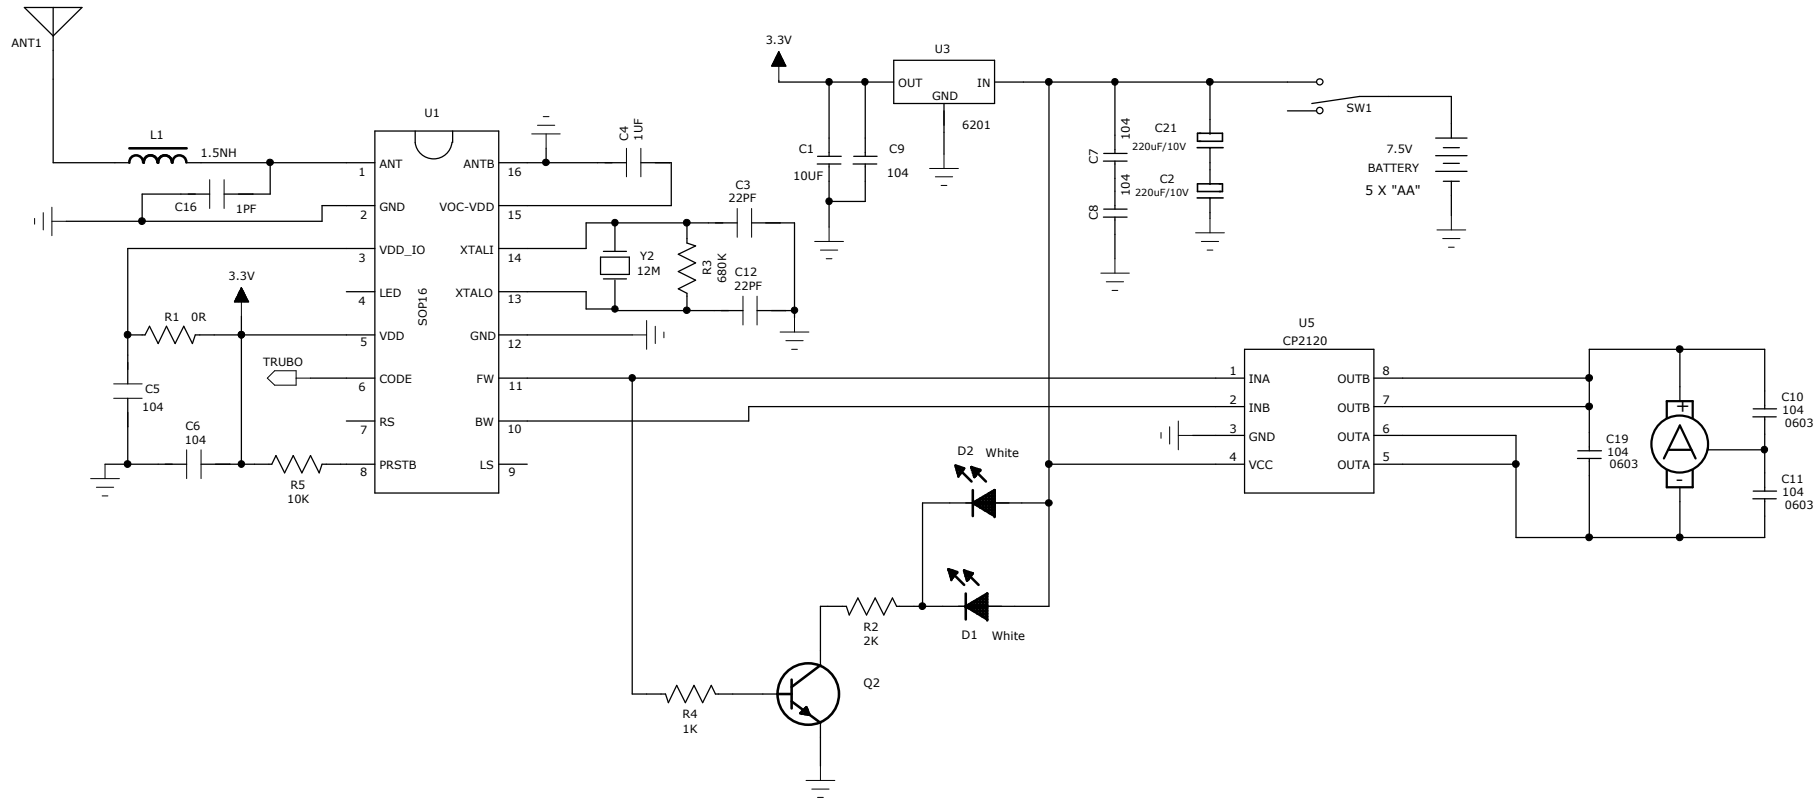 ANT1
L1
1.5NH
C16
1PF
U1
SOP16
ANT
1
GND
2
VDD_IO
3
LED
4
VDD
5
CODE
6
RS
7
PRSTB
8
ANTB
16
VOC-VDD
15
XTALI
14
XTALO
13
GND
12
FW
11
BW
10
LS
9
3.3V
R1 0R
TRUBO
C5
104
C6
104
R5
10K
C4
1UF
C3
22PF
Y2
12M
R3
680K
C12
22PF
3.3V
U3
OUT
IN
GND
6201
C1
10UF
C9
104
C7
104
C8
104
C21
220uF/10V
C2
220uF/10V
SW1
7.5V
BATTERY
5 X "AA"
U5
CP2120
1
INA
2
INB
3
GND
4
VCC
OUTB
8
OUTB
7
OUTA
6
OUTA
5
C19
104
0603
+
A
-
C10
104
0603
C11
104
0603
D2 White
D1 White
R2
2K
Q2
R4
1K